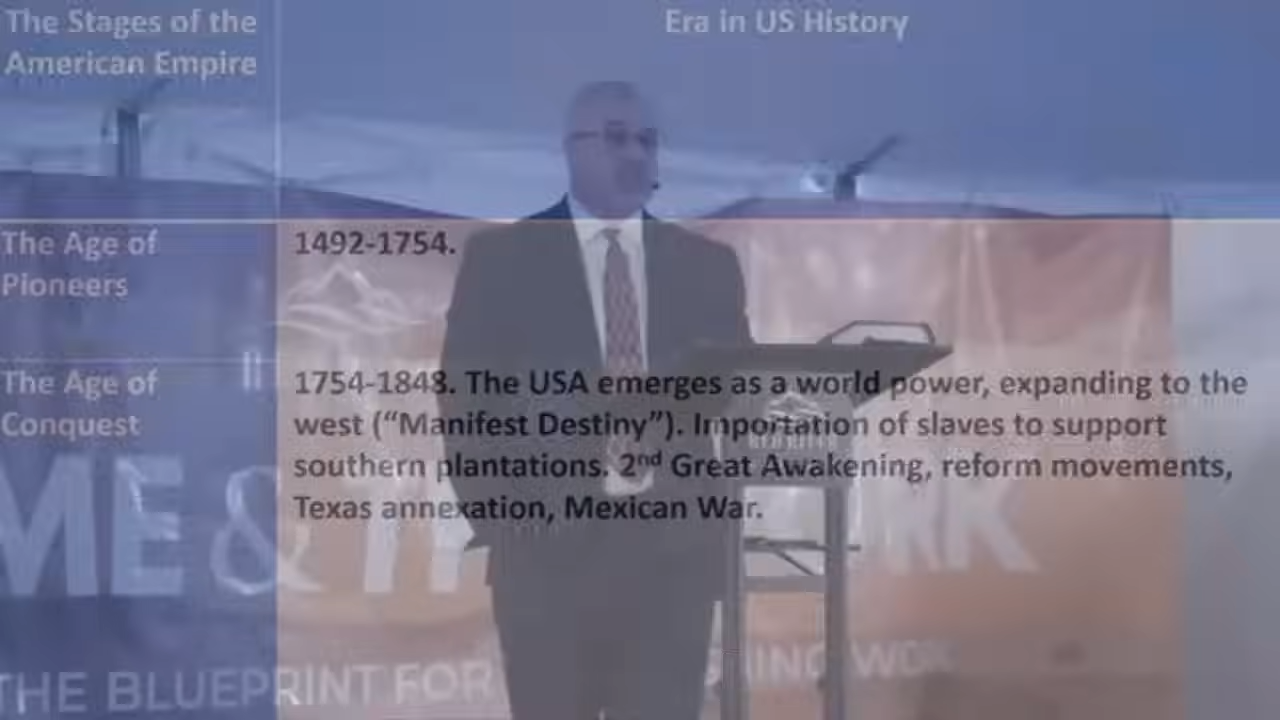 The Stages of the
American Empire
Era in US History
The Age of
Pioneers
1492-1754.
The Age of
Conquest
1754-1848. The USA emerges as a world power, expanding to the
west (“Manifest Destiny”). Importation of slaves to support
southern plantations. 2nd Great Awakening, reform movements,
Texas annexation, Mexican War.
ME &
THE BLUEPRINT FOR